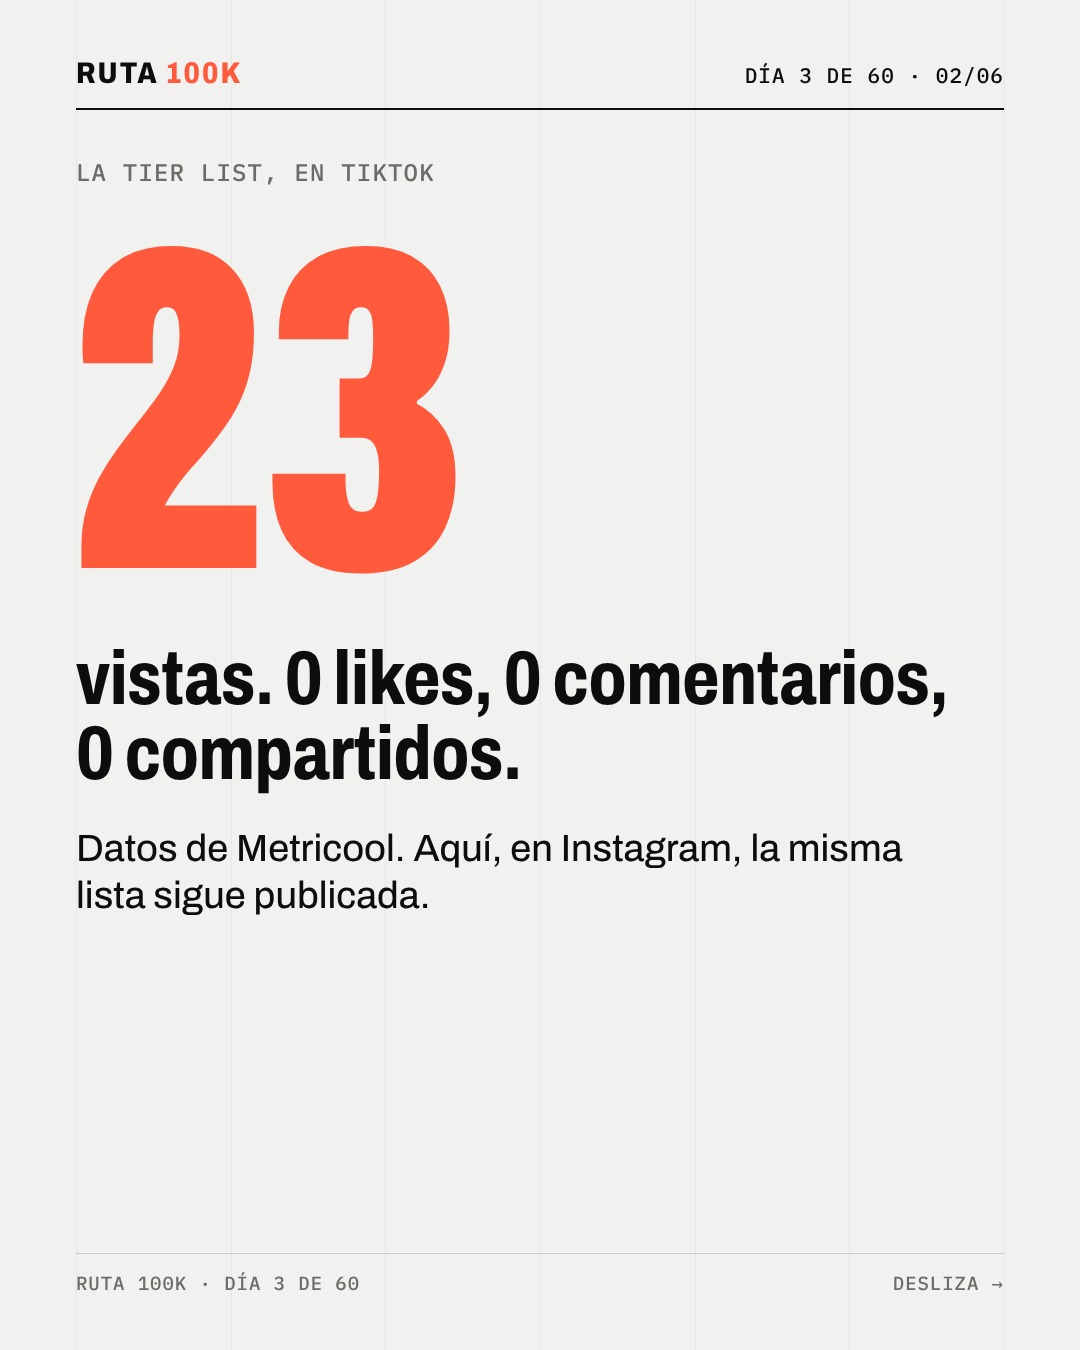 RUTA 100K
DÍA 3 DE 60 · 02/06
LA TIER LIST, EN TIKTOK
23
vistas. 0 likes, 0 comentarios,
0 compartidos.
Datos de Metricool. Aquí, en Instagram, la misma
lista sigue publicada.
RUTA 100K · DÍA 3 DE 60
DESLIZA →